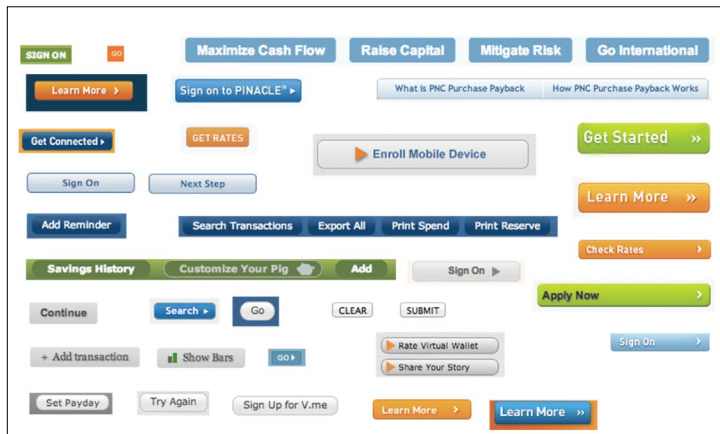 SIGN ON
GO
Maximize Cash Flow
Raise Capital
Mitigate Risk
Go International
Learn More
Sign on to PINACLE®
What is PNC Purchase Payback
How PNC Purchase Payback Works
Get Connected
GET RATES
Enroll Mobile Device
Get Started
Sign On
Next Step
Learn More
Add Reminder
Search Transactions
Export All
Print Spend
Print Reserve
Check Rates
Savings History
Customize Your Pig
Add
Sign On
Apply Now
Continue
Search
Go
CLEAR
SUBMIT
Sign On
+ Add transaction
Show Bars
GO
Rate Virtual Wallet
Share Your Story
Set Payday
Try Again
Sign Up for V.me
Learn More
Learn More